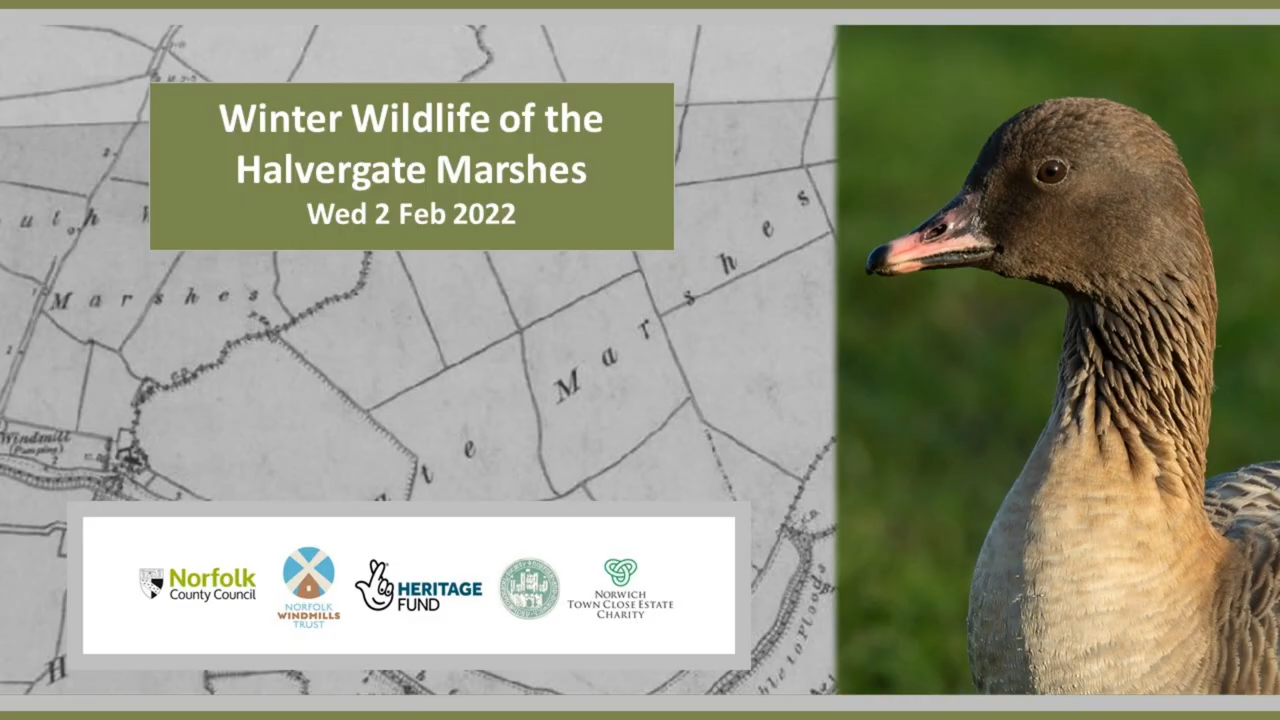 Winter Wildlife of the
Halvergate Marshes
Wed 2 Feb 2022
Marshes
Marshes
Windmill
(Pumping)
Norfolk
County Council
NORFOLK
WINDMILLS
TRUST
HERITAGE
FUND
NORWICH
TOWN CLOSE ESTATE
CHARITY
H